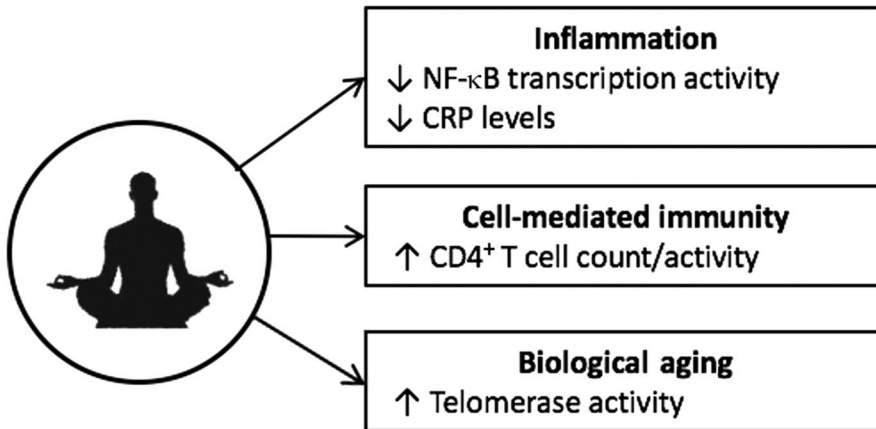 Inflammation
↓ NF-κB transcription activity
↓ CRP levels
Cell-mediated immunity
↑ CD4⁺ T cell count/activity
Biological aging
↑ Telomerase activity